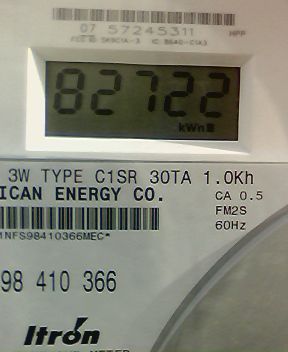 07 57245311
82722
kWh
3W TYPE C1SR 30TA 1.0Kh
ICAN ENERGY CO.
CA 0.5
FM2S
60Hz
1NFS98410366MEC*
98 410 366
Itron